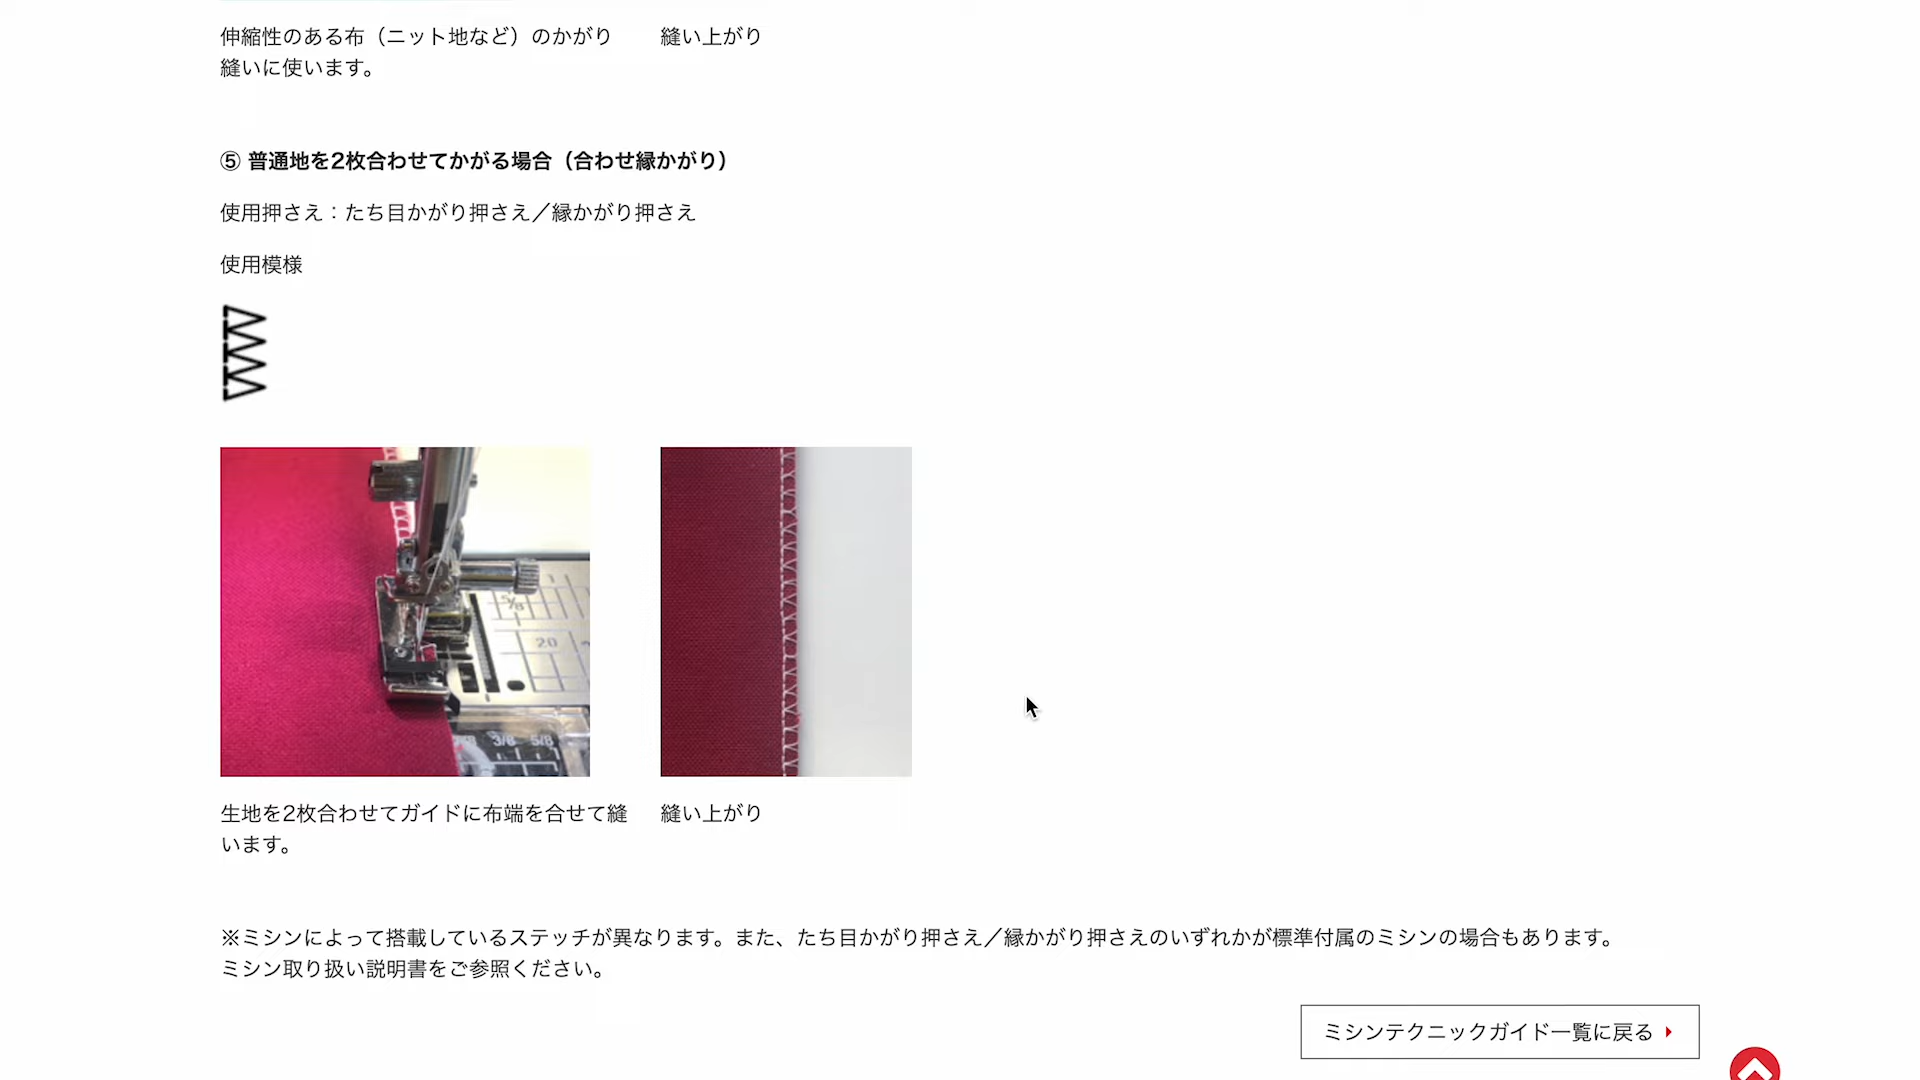 伸縮性のある布（ニット地など）のかがり
縫いに使います。
縫い上がり
⑤ 普通地を2枚合わせてかがる場合（合わせ縁かがり）
使用押さえ：たち目かがり押さえ／縁かがり押さえ
使用模様
5/8
20
3/8 5/8
生地を2枚合わせてガイドに布端を合せて縫
います。
縫い上がり
※ミシンによって搭載しているステッチが異なります。また、たち目かがり押さえ／縁かがり押さえのいずれかが標準付属のミシンの場合もあります。
ミシン取り扱い説明書をご参照ください。
ミシンテクニックガイド一覧に戻る